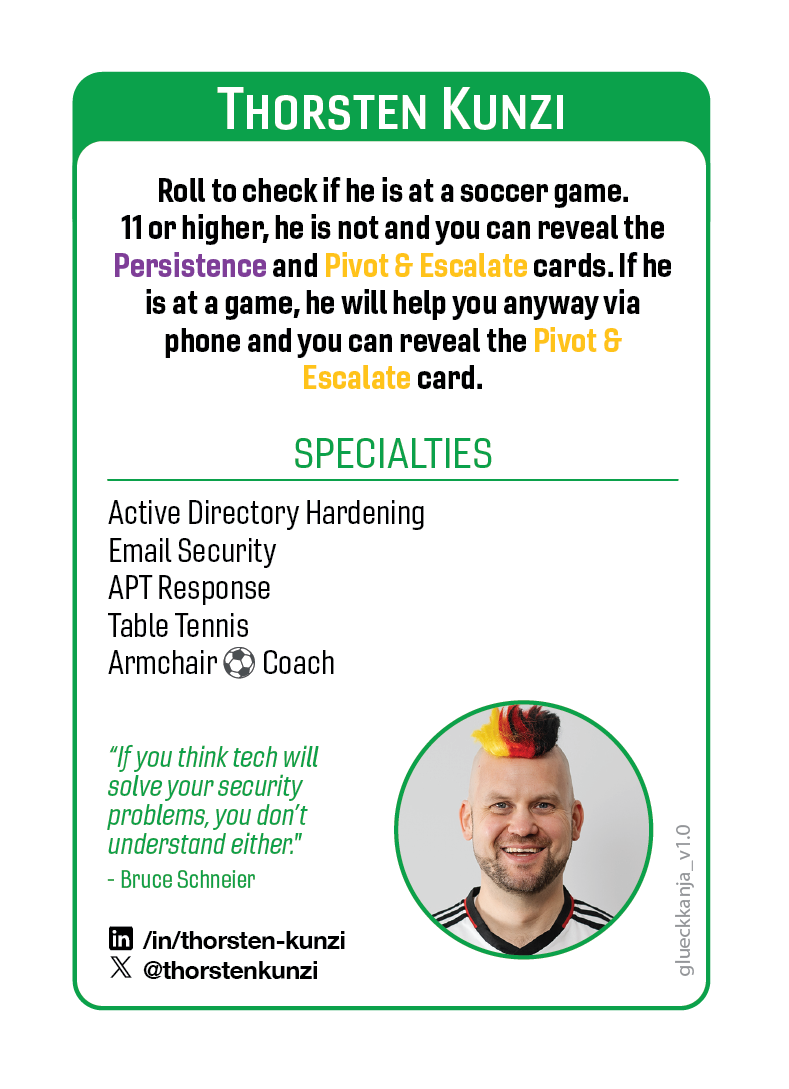 THORSTEN KUNZI
Roll to check if he is at a soccer game.
11 or higher, he is not and you can reveal the
Persistence and Pivot & Escalate cards. If he
is at a game, he will help you anyway via
phone and you can reveal the Pivot &
Escalate card.
SPECIALTIES
Active Directory Hardening
Email Security
APT Response
Table Tennis
Armchair ⚽ Coach
“If you think tech will
solve your security
problems, you don’t
understand either."
- Bruce Schneier
in /in/thorsten-kunzi
X @thorstenkunzi
glueckkanja_v1.0